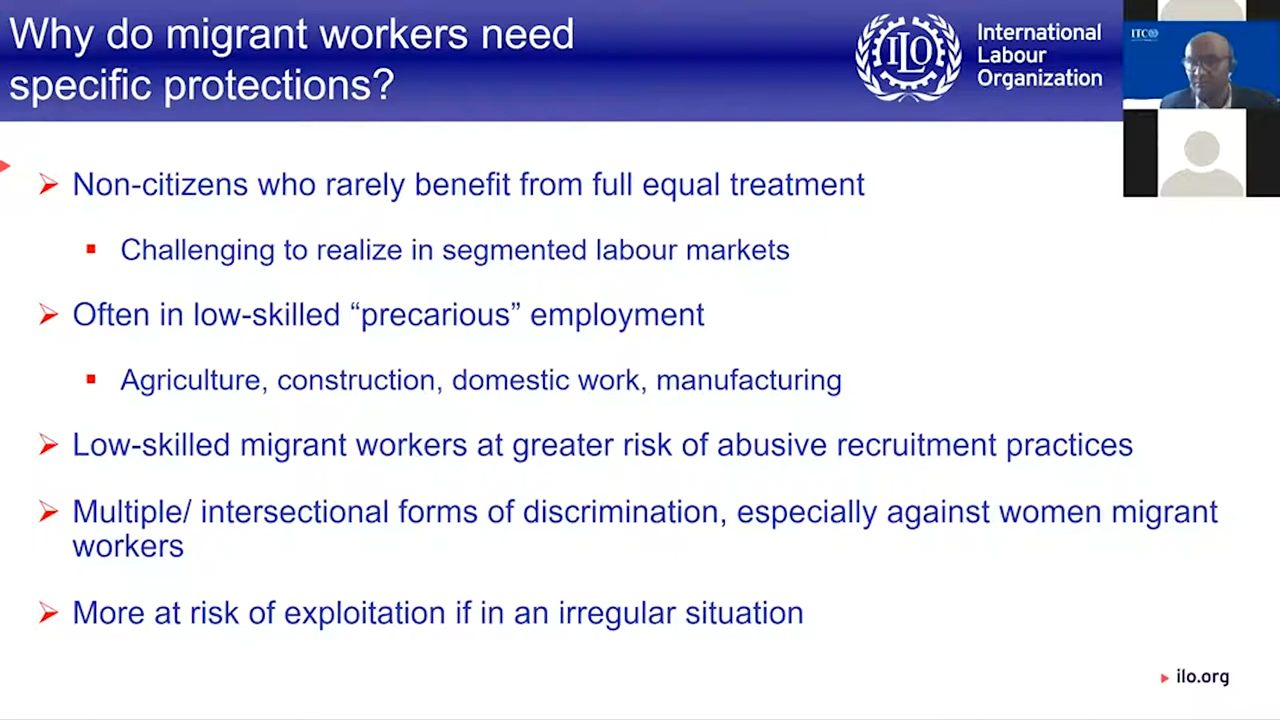 Why do migrant workers need
specific protections?
ILO
International
Labour
Organization
ITC
Non-citizens who rarely benefit from full equal treatment
Challenging to realize in segmented labour markets
Often in low-skilled “precarious” employment
Agriculture, construction, domestic work, manufacturing
Low-skilled migrant workers at greater risk of abusive recruitment practices
Multiple/ intersectional forms of discrimination, especially against women migrant
workers
More at risk of exploitation if in an irregular situation
ilo.org